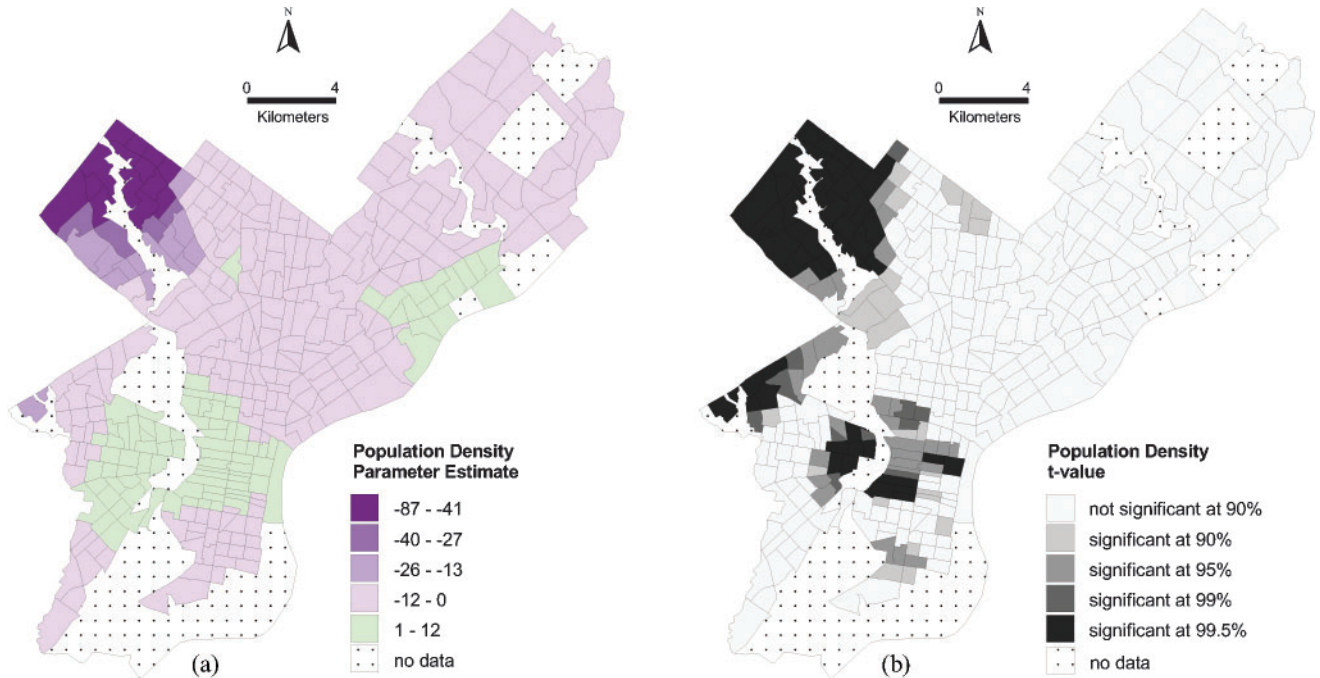 N
0
4
Kilometers
Population Density
Parameter Estimate
-87 - -41
-40 - -27
-26 - -13
-12 - 0
1 - 12
no data
(a)
N
0
4
Kilometers
Population Density
t-value
not significant at 90%
significant at 90%
significant at 95%
significant at 99%
significant at 99.5%
no data
(b)